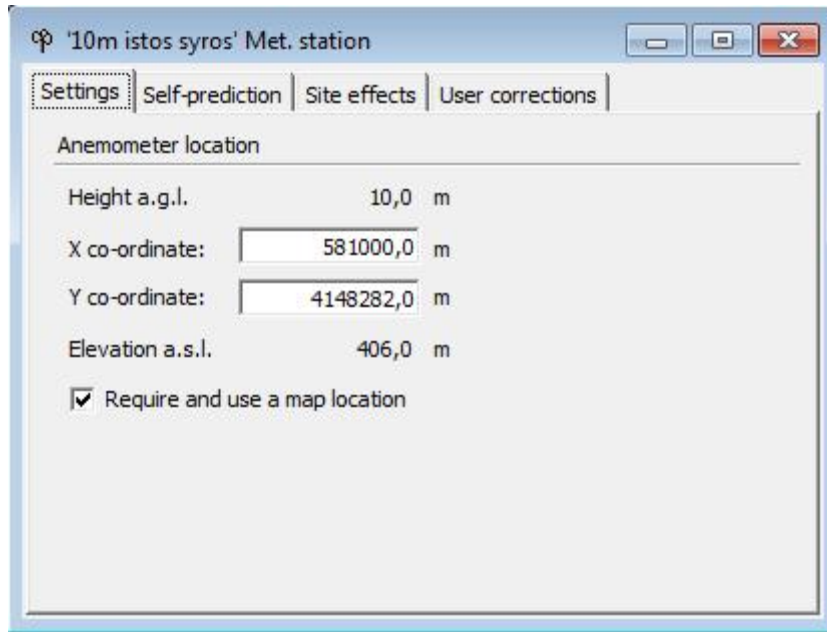 '10m istos syros' Met. station
Settings Self-prediction Site effects User corrections
Anemometer location
Height a.g.l. 10,0 m
X co-ordinate: 581000,0 m
Y co-ordinate: 4148282,0 m
Elevation a.s.l. 406,0 m
Require and use a map location